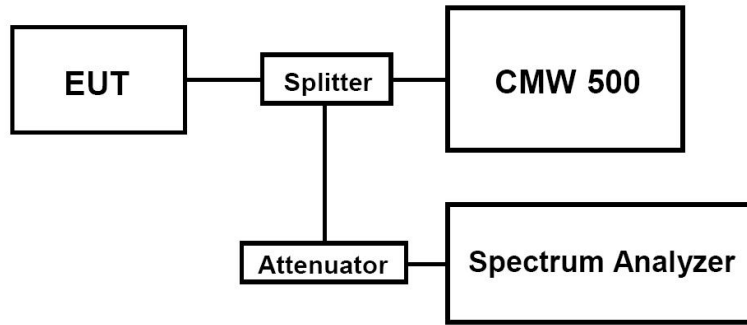 EUT
Splitter
CMW 500
Attenuator
Spectrum Analyzer